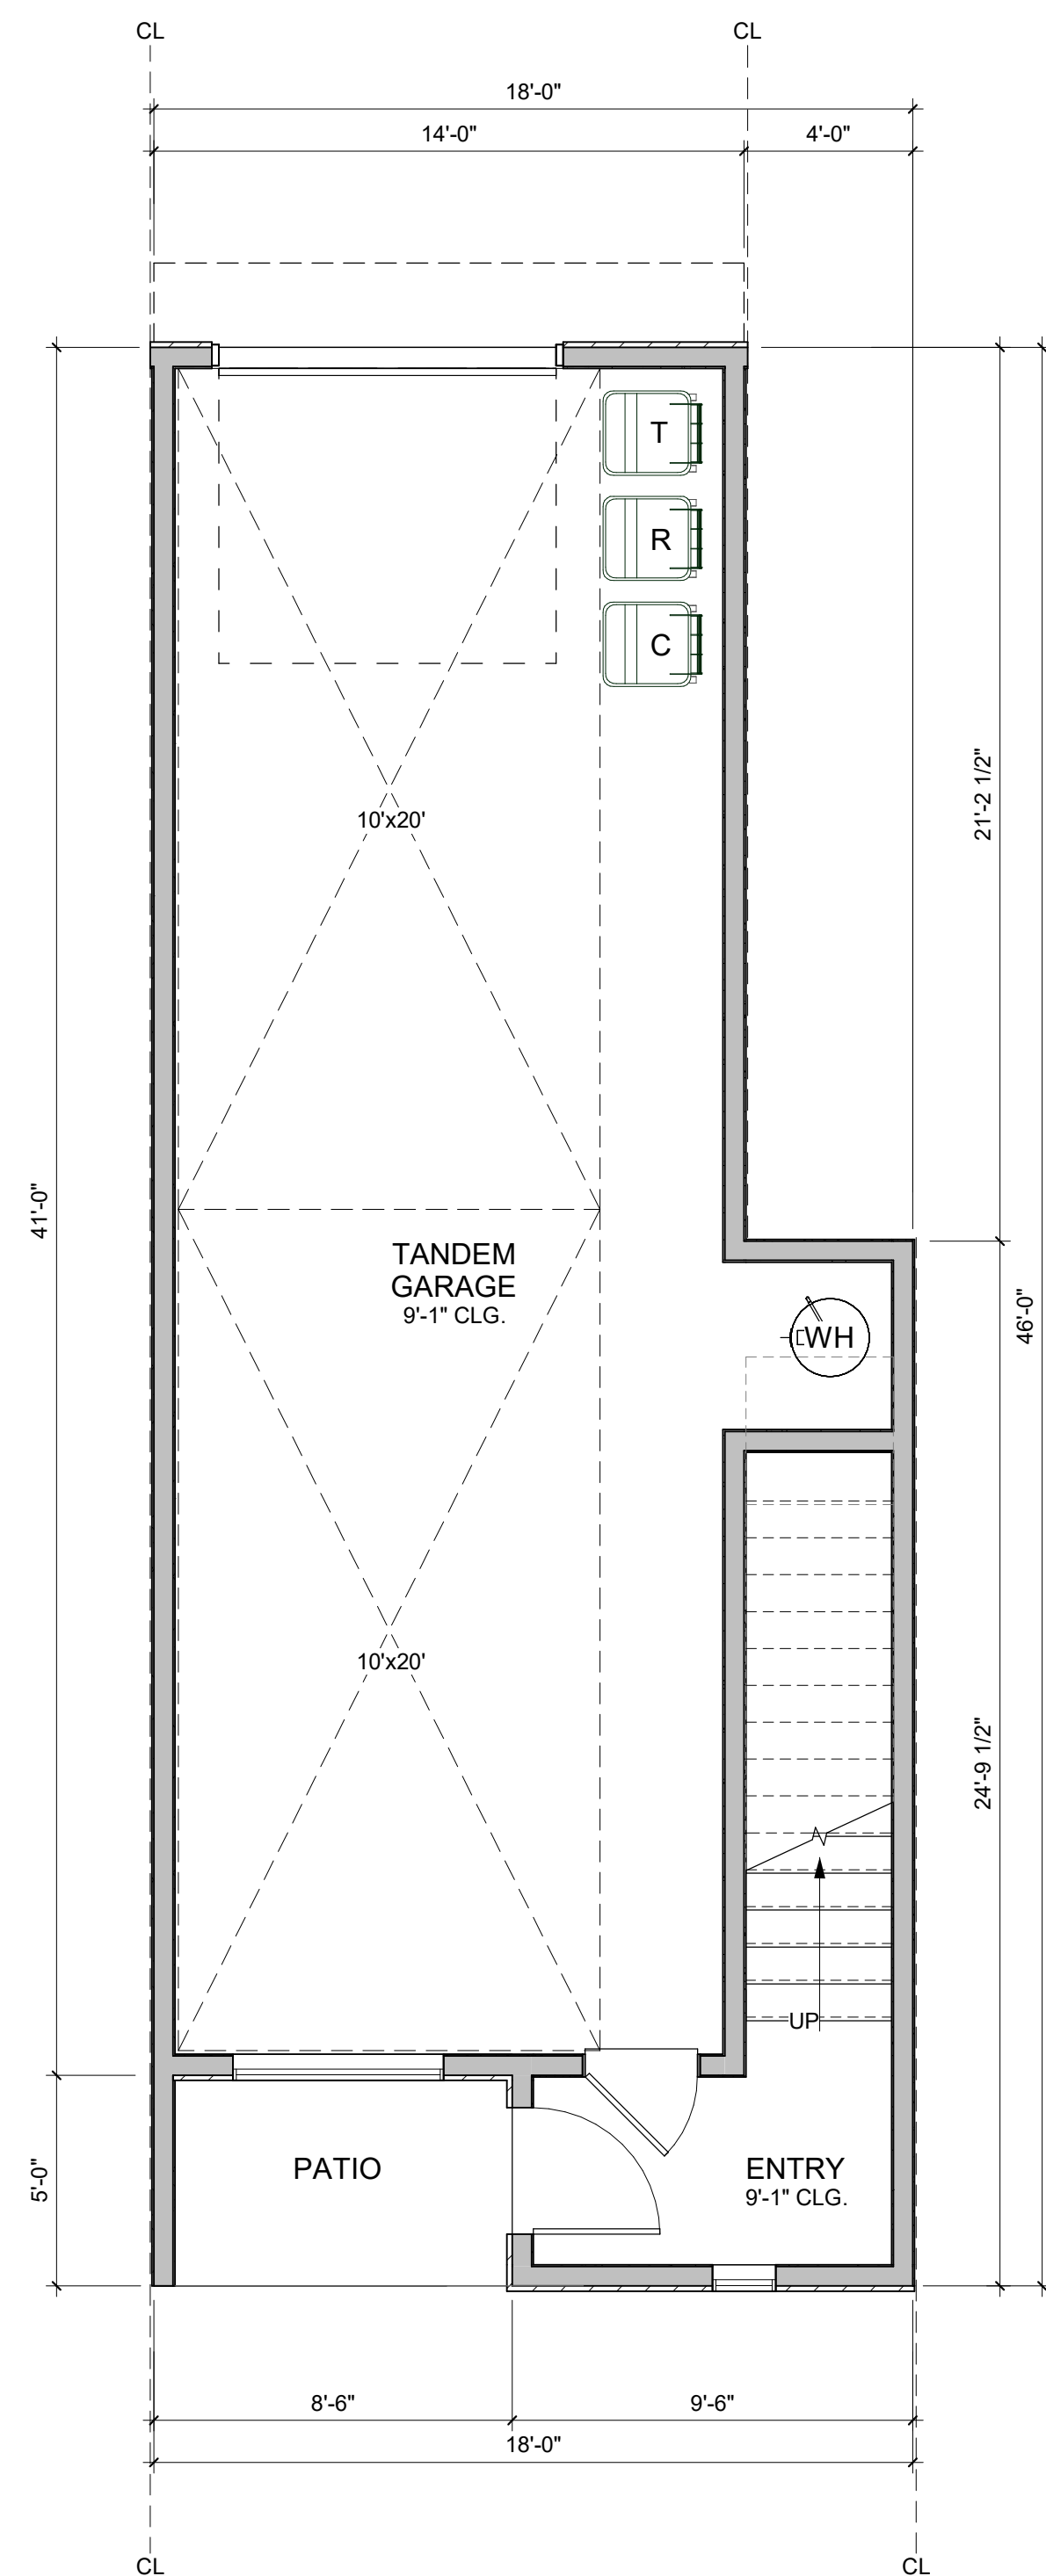 CL
CL
18'-0"
14'-0"
4'-0"
T
R
C
21'-2 1/2"
10'x20'
41'-0"
TANDEM
GARAGE
9'-1" CLG.
46'-0"
WH
10'x20'
24'-9 1/2"
UP
5'-0"
PATIO
ENTRY
9'-1" CLG.
8'-6"
9'-6"
18'-0"
CL
CL